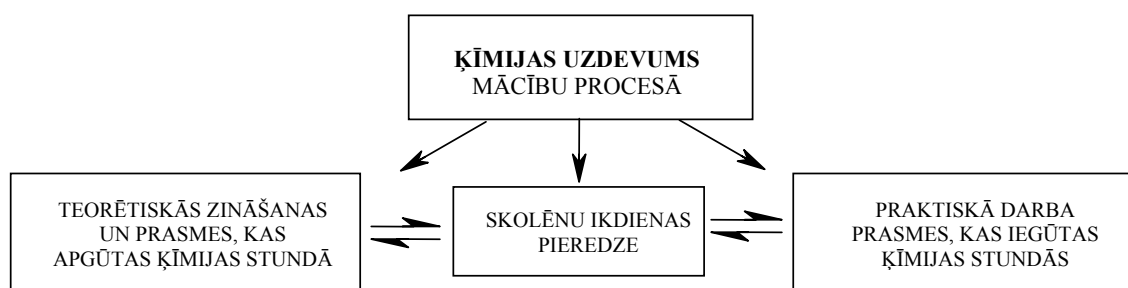 ĶĪMIJAS UZDEVUMS
MĀCĪBU PROCESĀ
TEORĒTISKĀS ZINĀŠANAS
UN PRASMES, KAS
APGŪTAS ĶĪMIJAS STUNDĀ
SKOLĒNU IKDIENAS
PIEREDZE
PRAKTISKĀ DARBA
PRASMES, KAS IEGŪTAS
ĶĪMIJAS STUNDĀS